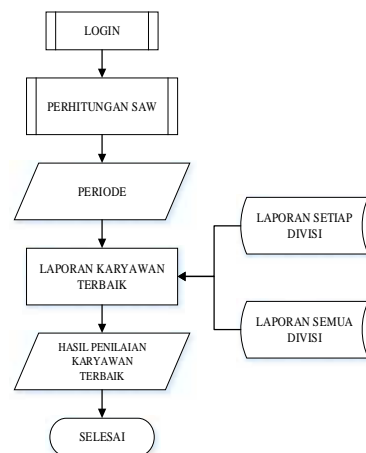 LOGIN
PERHITUNGAN SAW
PERIODE
LAPORAN SETIAP
DIVISI
LAPORAN KARYAWAN
TERBAIK
LAPORAN SEMUA
DIVISI
HASIL PENILAIAN
KARYAWAN
TERBAIK
SELESAI